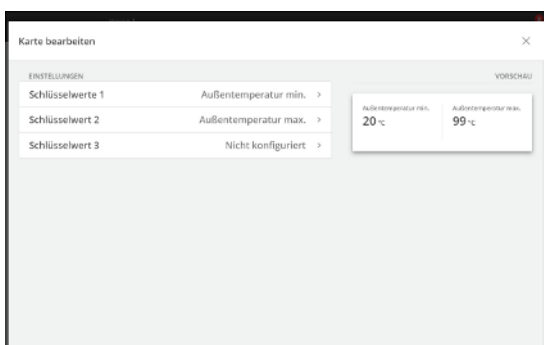 Karte bearbeiten
EINSTELLUNGEN
VORSCHAU
Schlüsselwerte 1 Außentemperatur min.
Schlüsselwert 2 Außentemperatur max.
Schlüsselwert 3 Nicht konfiguriert
Außentemperatur min. Außentemperatur max.
20 °C 99 °C